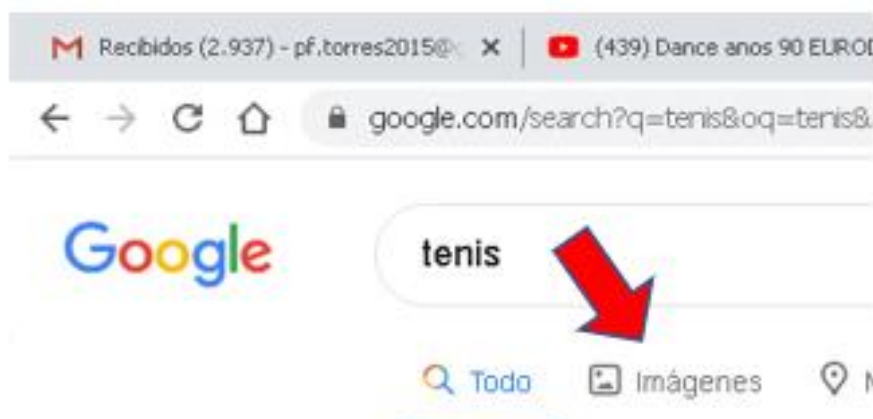 Recibidos (2.937) - pf.torres2015@ (439) Dance anos 90
google.com/search?q=tenis&oq=tenis&
Google tenis
Todo Imágenes